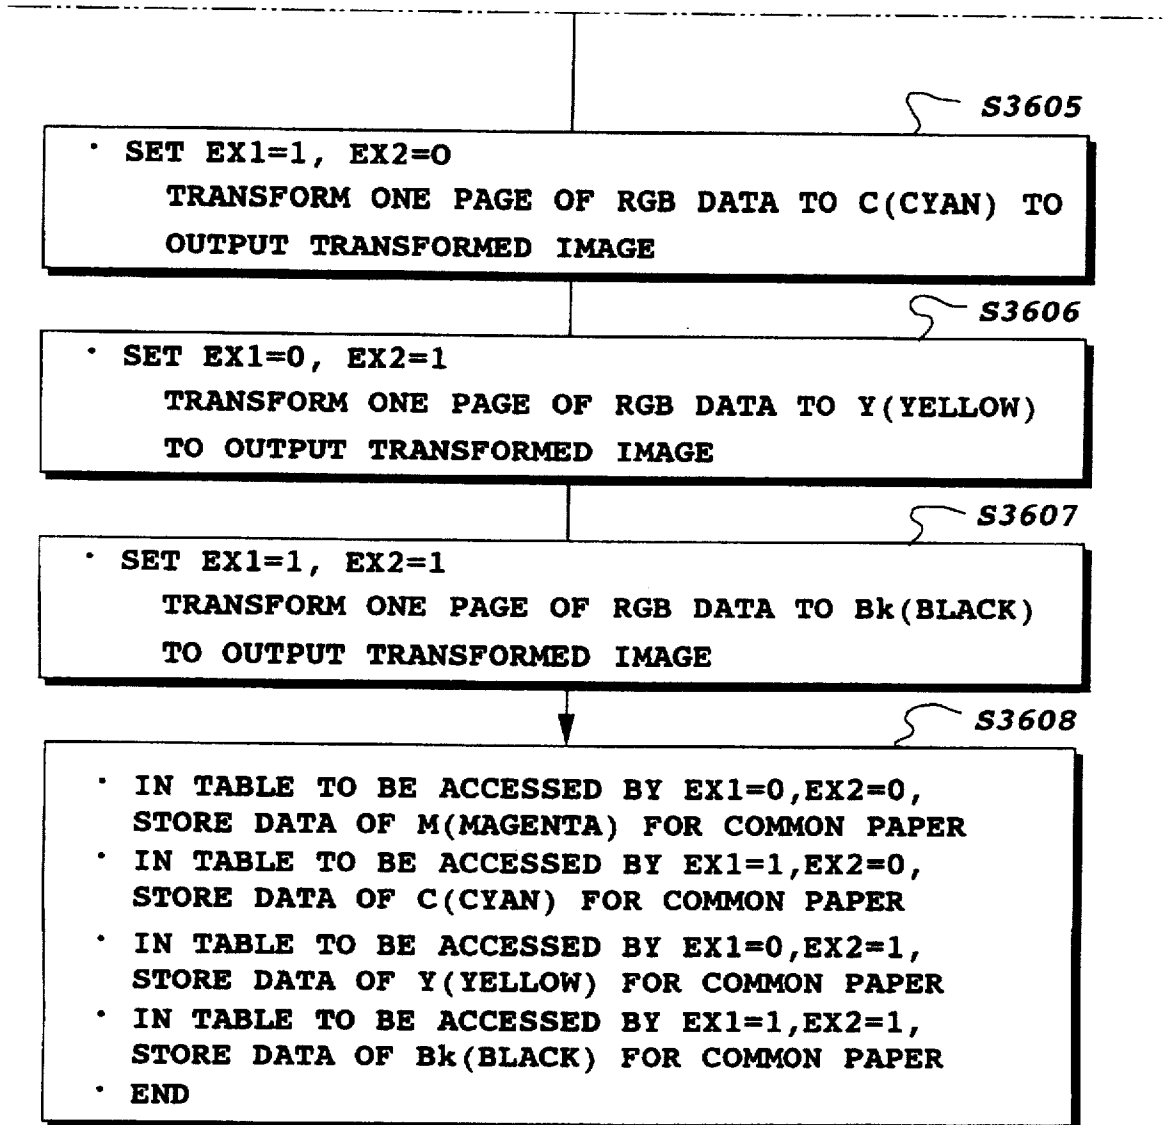 S3605
· SET EX1=1, EX2=0
TRANSFORM ONE PAGE OF RGB DATA TO C(CYAN) TO
OUTPUT TRANSFORMED IMAGE
S3606
· SET EX1=0, EX2=1
TRANSFORM ONE PAGE OF RGB DATA TO Y(YELLOW)
TO OUTPUT TRANSFORMED IMAGE
S3607
· SET EX1=1, EX2=1
TRANSFORM ONE PAGE OF RGB DATA TO Bk(BLACK)
TO OUTPUT TRANSFORMED IMAGE
S3608
· IN TABLE TO BE ACCESSED BY EX1=0,EX2=0,
STORE DATA OF M(MAGENTA) FOR COMMON PAPER
· IN TABLE TO BE ACCESSED BY EX1=1,EX2=0,
STORE DATA OF C(CYAN) FOR COMMON PAPER
· IN TABLE TO BE ACCESSED BY EX1=0,EX2=1,
STORE DATA OF Y(YELLOW) FOR COMMON PAPER
· IN TABLE TO BE ACCESSED BY EX1=1,EX2=1,
STORE DATA OF Bk(BLACK) FOR COMMON PAPER
· END